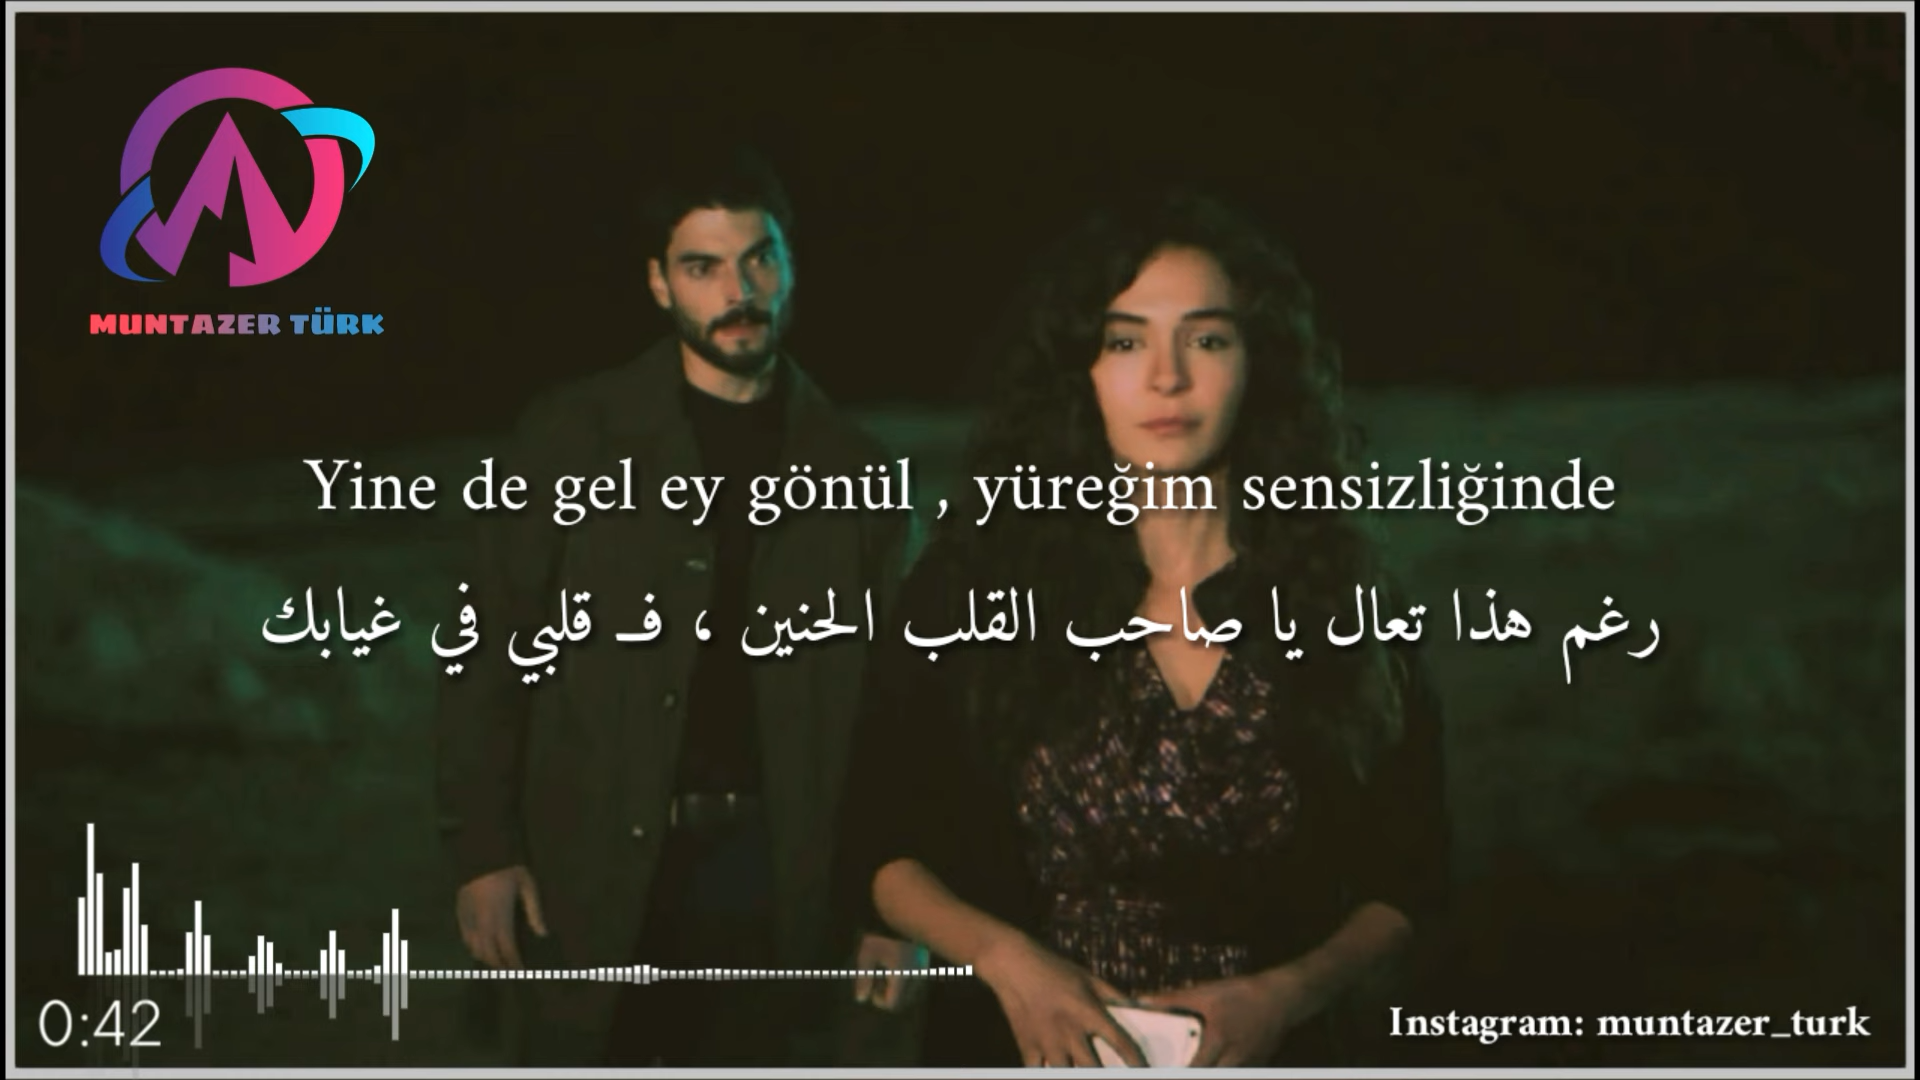 MUNTAZER TÜRK
Yine de gel ey gönül , yüreğim sensizliğinde
رغم هذا تعال يا صاحب القلب الحنين ، فـ قلبي في غيابك
0:42
Instagram: muntazer_turk